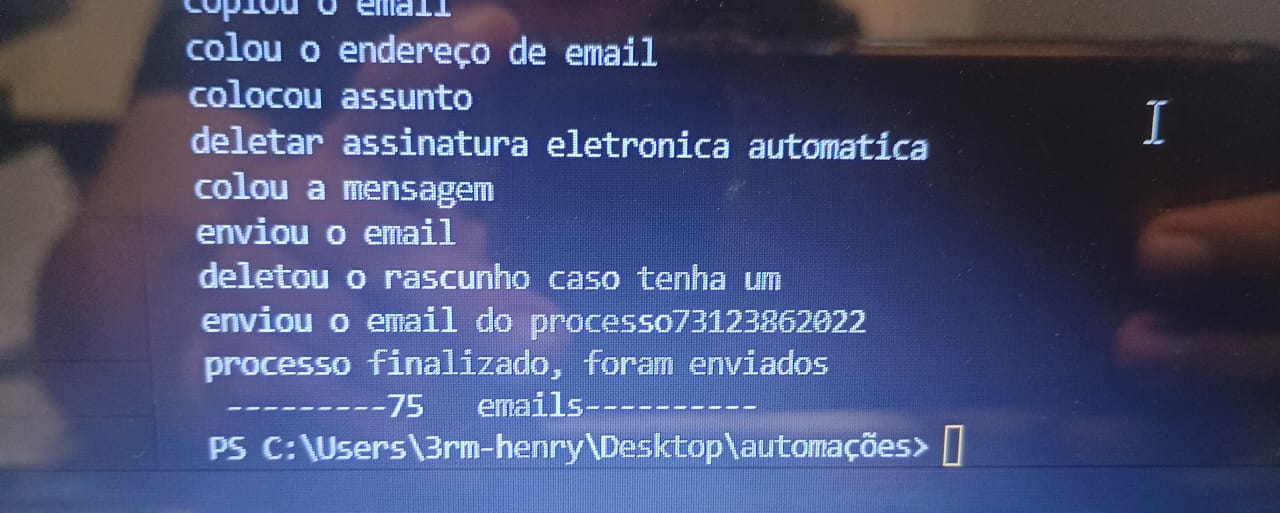 copiou o email
colou o endereço de email
colocou assunto
deletar assinatura eletronica automatica
colou a mensagem
enviou o email
deletou o rascunho caso tenha um
enviou o email do processo73123862022
processo finalizado, foram enviados
---------75   emails----------
PS C:\Users\3rm-henry\Desktop\automações>